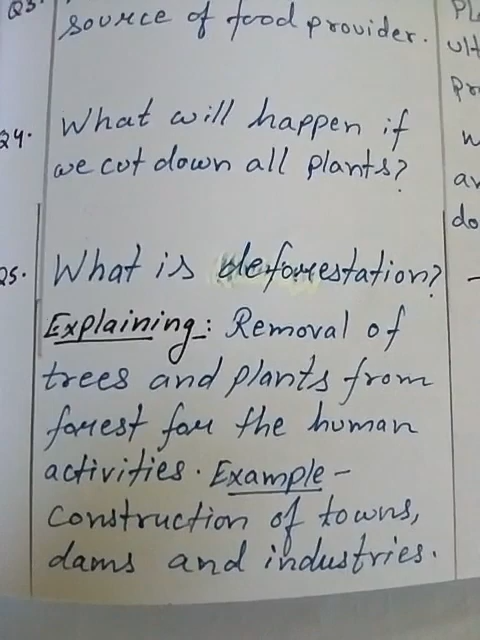 Q3.
source of food provider.
24.
What will happen if
we cut down all plants?
25.
What is deforestation?
Explaining: Removal of
trees and plants from
forest for the human
activities. Example -
Construction of towns,
dams and industries.